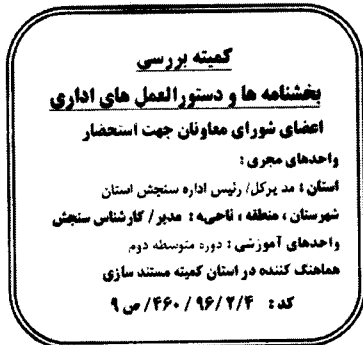 کمیته بررسی
بخشنامه ها و دستورالعمل های اداری
اعضای شورای معاونان جهت استحضار
واحدهای مجری :
استان : مدیرکل/ رئیس اداره سنجش استان
شهرستان ، منطقه ، ناحیه : مدیر/ کارشناس سنجش
واحدهای آموزشی : دوره متوسطه دوم
هماهنگ کننده در استان کمیته مستند سازی
کد : ۹۶/۲/۴ / ۴۶۰/ ص ۹